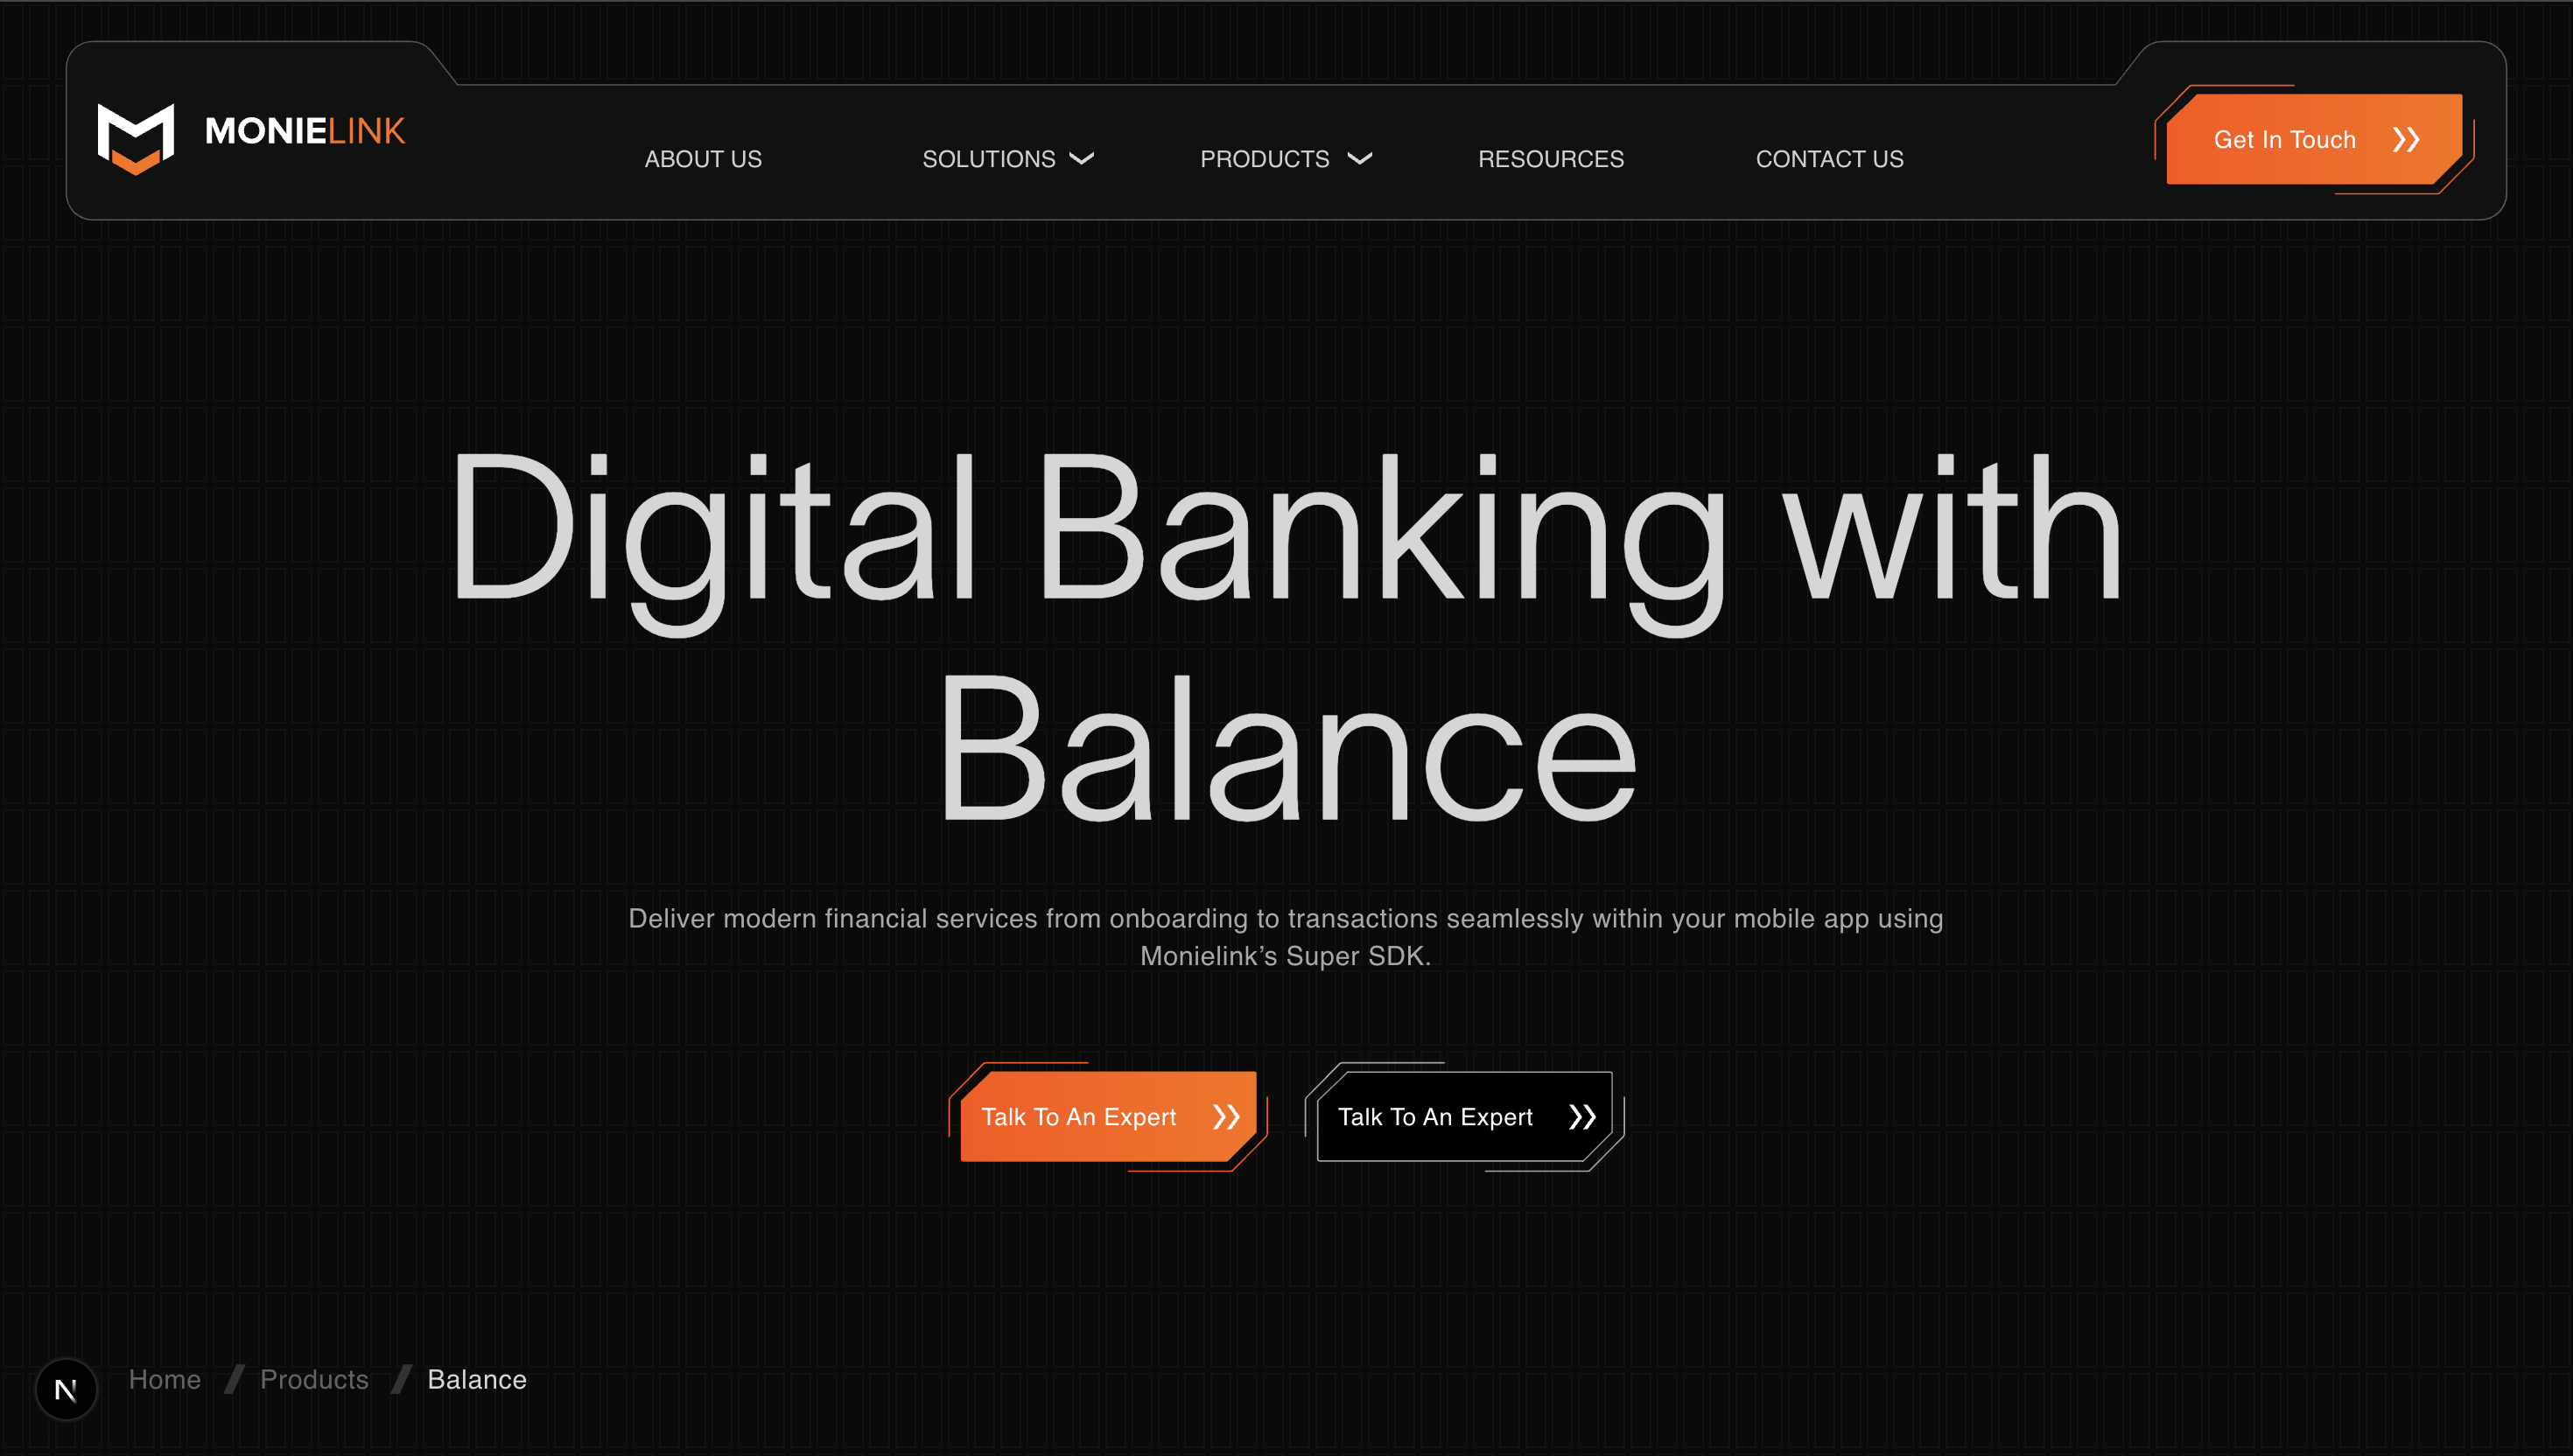 MONIELINK
ABOUT US
SOLUTIONS
PRODUCTS
RESOURCES
CONTACT US
Get In Touch
Digital Banking with
Balance
Deliver modern financial services from onboarding to transactions seamlessly within your mobile app using
Monielink’s Super SDK.
Talk To An Expert
Talk To An Expert
N
Home / Products / Balance